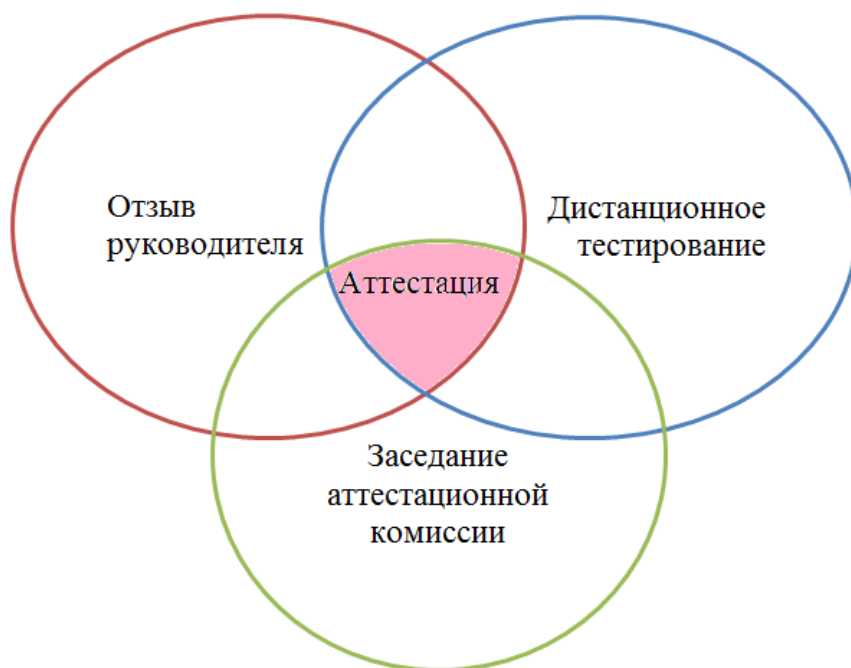 Отзыв
руководителя
Дистанционное
тестирование
Аттестация
Заседание
аттестационной
комиссии